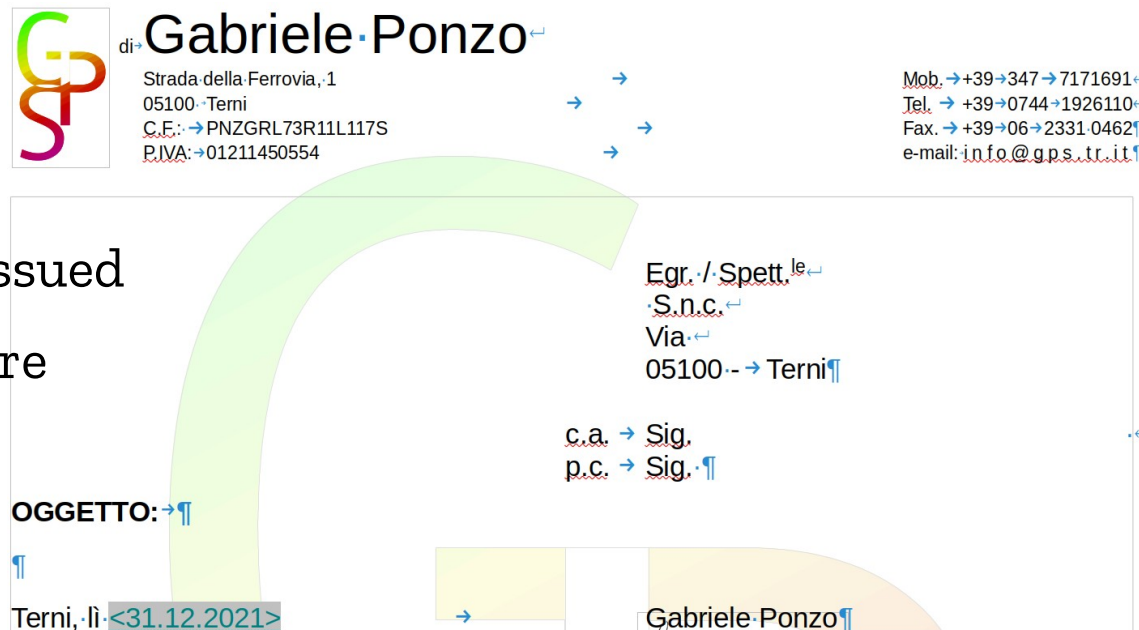 GPS
di Gabriele Ponzo
Strada della Ferrovia, 1
05100 Terni
C.F.: PNZGRL73R11L117S
P.IVA: 01211450554
Mob. +39 347 7171691
Tel. +39 0744 1926110
Fax. +39 06 2331 0462
e-mail: info@gps.tr.it
ssued
re
Egr. / Spett.le
S.n.c.
Via
05100 - Terni
c.a. Sig.
p.c. Sig.
OGGETTO:
Terni, lì <31.12.2021>
Gabriele Ponzo